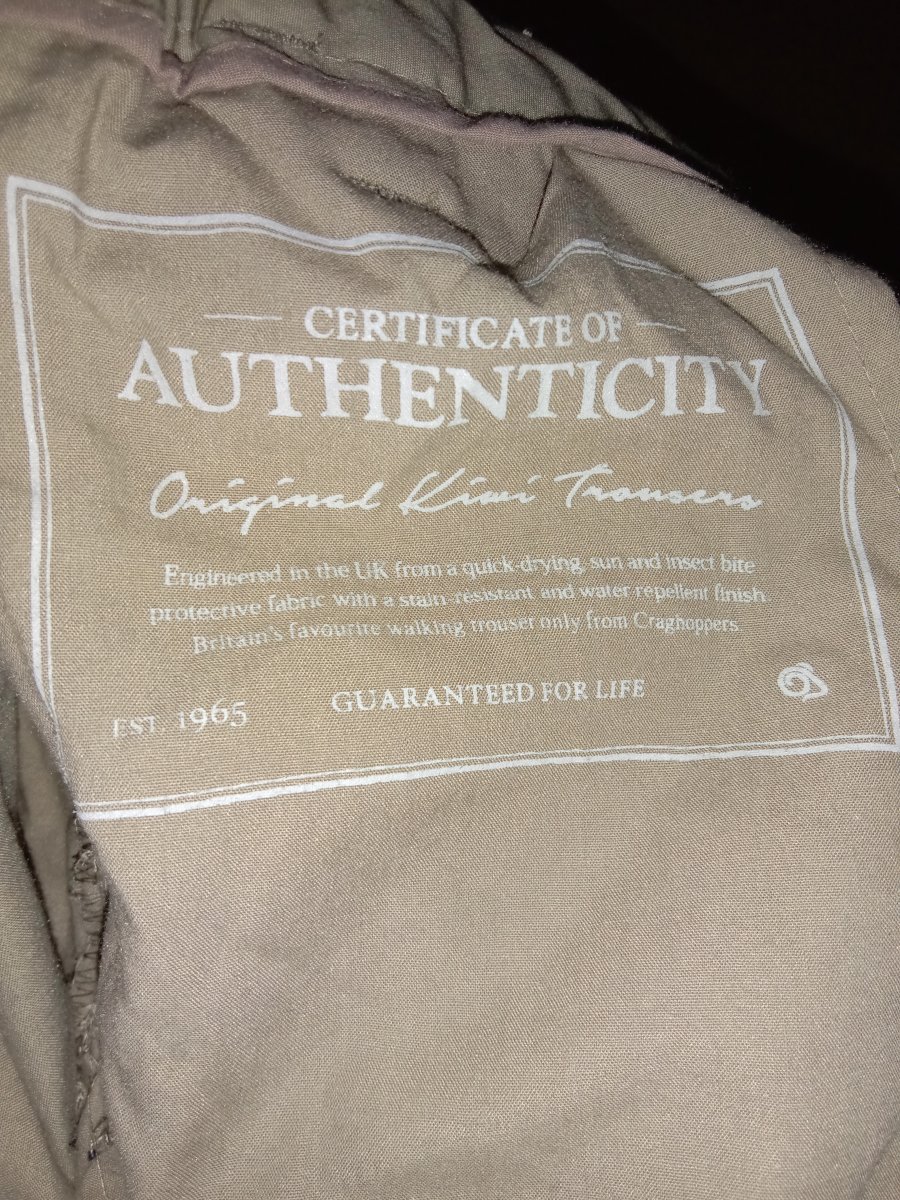 CERTIFICATE OF
AUTHENTICITY
Original Kiwi Trousers
Engineered in the UK from a quick-drying, sun and insect bite
protective fabric with a stain-resistant and water repellent finish.
Britain's favourite walking trouser only from Craghoppers.
GUARANTEED FOR LIFE
EST. 1965